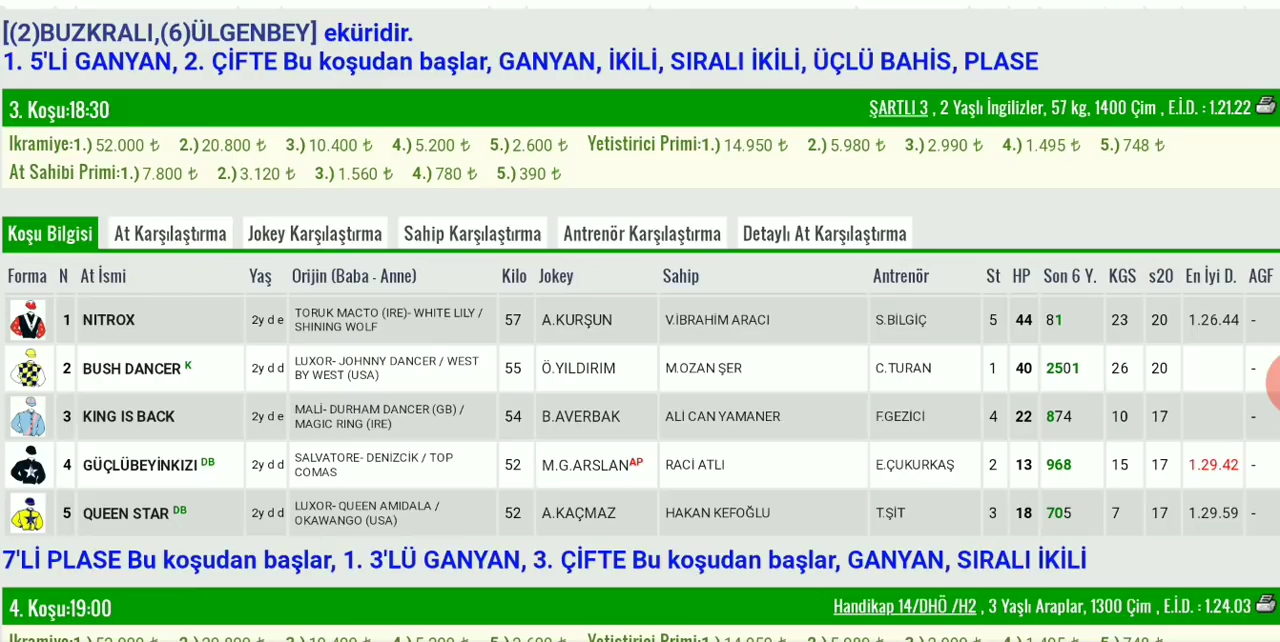 [(2)BUZKRALI,(6)ÜLGENBEY] eküridir.
1. 5'Lİ GANYAN, 2. ÇİFTE Bu koşudan başlar, GANYAN, İKİLİ, SIRALI İKİLİ, ÜÇLÜ BAHİS, PLASE
3. Koşu:18:30 ŞARTLI 3 , 2 Yaşlı İngilizler, 57 kg, 1400 Çim , E.İ.D. : 1.21.22
Ikramiye:1.) 52.000 ₺ 2.) 20.800 ₺ 3.) 10.400 ₺ 4.) 5.200 ₺ 5.) 2.600 ₺ Yetistirici Primi:1.) 14.950 ₺ 2.) 5.980 ₺ 3.) 2.990 ₺ 4.) 1.495 ₺ 5.) 748 ₺
At Sahibi Primi:1.) 7.800 ₺ 2.) 3.120 ₺ 3.) 1.560 ₺ 4.) 780 ₺ 5.) 390 ₺
Koşu Bilgisi At Karşılaştırma Jokey Karşılaştırma Sahip Karşılaştırma Antrenör Karşılaştırma Detaylı At Karşılaştırma
Forma N At İsmi Yaş Orijin (Baba - Anne) Kilo Jokey Sahip Antrenör St HP Son 6 Y. KGS s20 En İyi D. AGF
1 NITROX 2y d e TORUK MACTO (IRE)- WHITE LILY / SHINING WOLF 57 A.KURŞUN V.İBRAHİM ARACI S.BİLGİÇ 5 44 81 23 20 1.26.44 -
2 BUSH DANCER K 2y d d LUXOR- JOHNNY DANCER / WEST BY WEST (USA) 55 Ö.YILDIRIM M.OZAN ŞER C.TURAN 1 40 2501 26 20 -
3 KING IS BACK 2y d e MALİ- DURHAM DANCER (GB) / MAGIC RING (IRE) 54 B.AVERBAK ALİ CAN YAMANER F.GEZİCİ 4 22 874 10 17 -
4 GÜÇLÜBEYİNKIZI DB 2y d d SALVATORE- DENIZCIK / TOP COMAS 52 M.G.ARSLAN AP RACİ ATLI E.ÇUKURKAŞ 2 13 968 15 17 1.29.42 -
5 QUEEN STAR DB 2y d d LUXOR- QUEEN AMIDALA / OKAWANGO (USA) 52 A.KAÇMAZ HAKAN KEFOĞLU T.ŞİT 3 18 705 7 17 1.29.59 -
7'Lİ PLASE Bu koşudan başlar, 1. 3'LÜ GANYAN, 3. ÇİFTE Bu koşudan başlar, GANYAN, SIRALI İKİLİ
4. Koşu:19:00 Handikap 14/DHÖ /H2 , 3 Yaşlı Araplar, 1300 Çim , E.İ.D. : 1.24.03